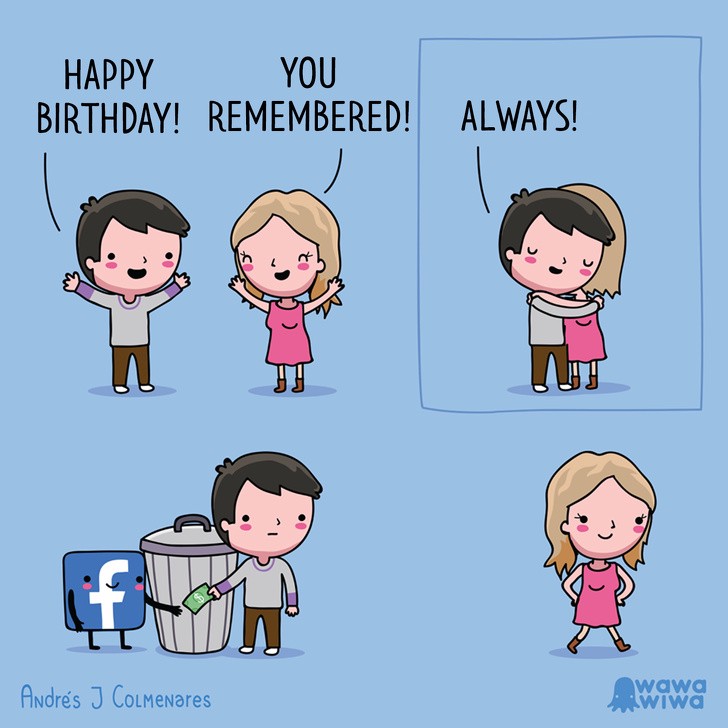 HAPPY
BIRTHDAY!
YOU
REMEMBERED!
ALWAYS!
f
$
Andrés J Colmenares
wawa
wiwa